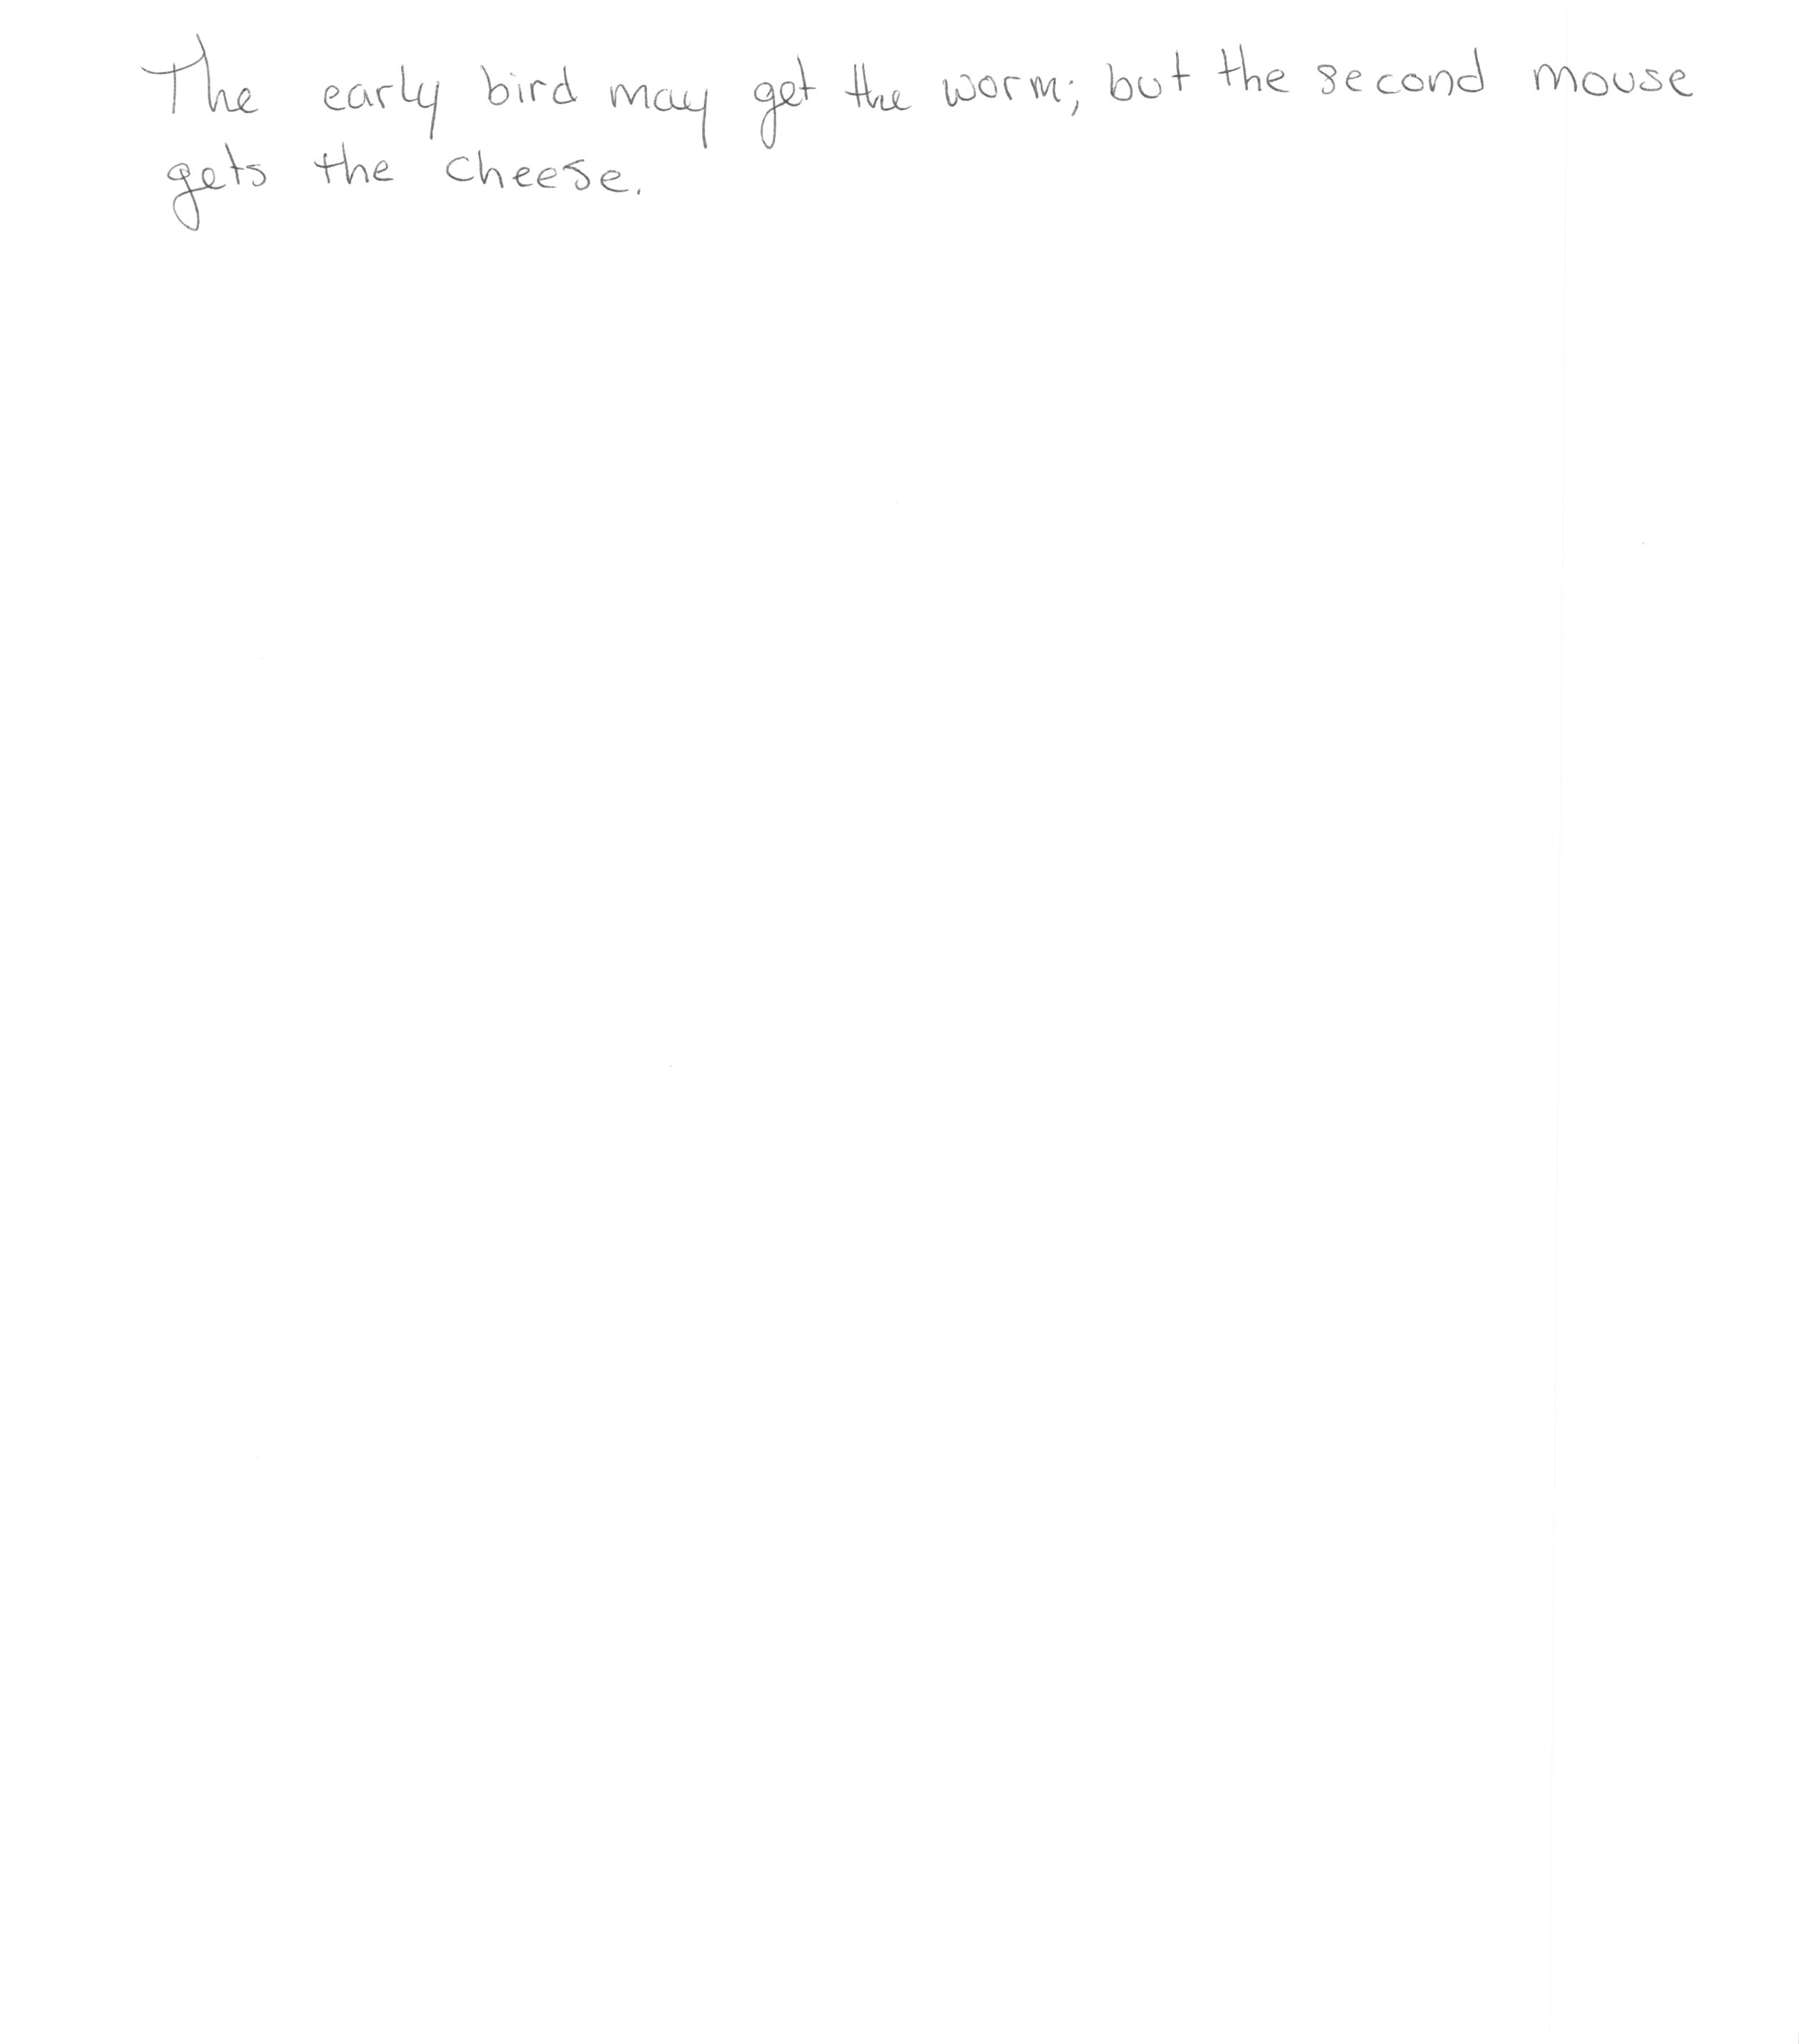 The early bird may get the worm; but the second mouse
gets the cheese.